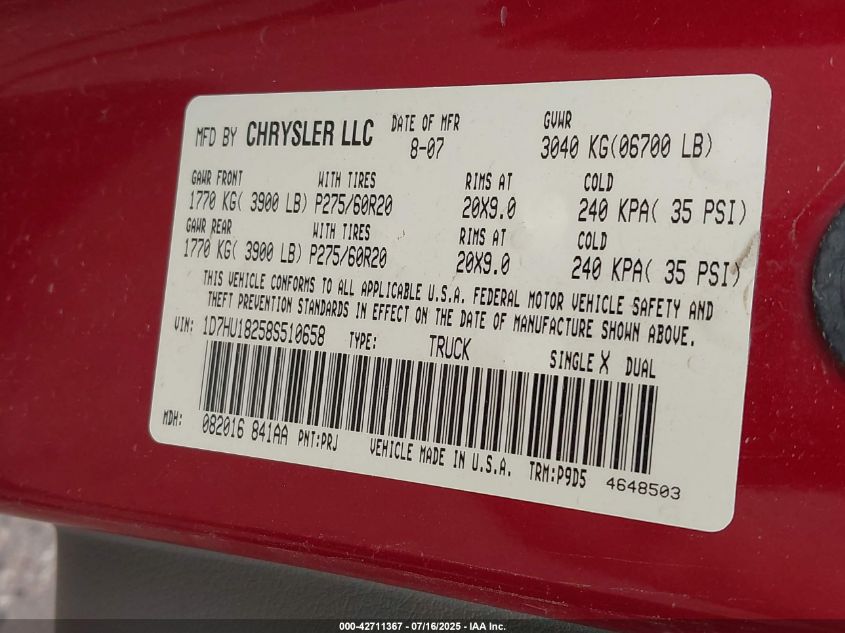 MFD BY CHRYSLER LLC DATE OF MFR GVWR
8-07 3040 KG(06700 LB)
GAWR FRONT WITH TIRES RIMS AT COLD
1770 KG( 3900 LB) P275/60R20 20X9.0 240 KPA( 35 PSI)
GAWR REAR WITH TIRES RIMS AT COLD
1770 KG( 3900 LB) P275/60R20 20X9.0 240 KPA( 35 PSI)
THIS VEHICLE CONFORMS TO ALL APPLICABLE U.S.A. FEDERAL MOTOR VEHICLE SAFETY AND
THEFT PREVENTION STANDARDS IN EFFECT ON THE DATE OF MANUFACTURE SHOWN ABOVE.
VIN: 1D7HU18258S510658 TYPE: TRUCK SINGLE X DUAL
MDH: 082016 841AA PNT:PRJ VEHICLE MADE IN U.S.A. TRM:P9D5 4648503
000-42711367 - 07/16/2025 - IAA Inc.